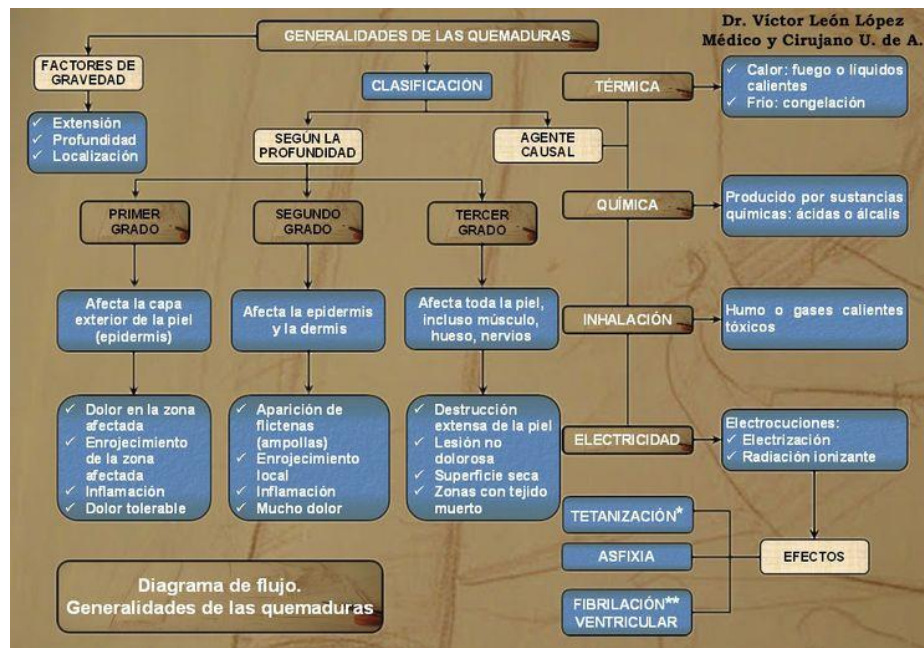 Dr. Víctor León López
Médico y Cirujano U. de A.
GENERALIDADES DE LAS QUEMADURAS
FACTORES DE
GRAVEDAD
✓ Extensión
✓ Profundidad
✓ Localización
CLASIFICACIÓN
SEGÚN LA
PROFUNDIDAD
AGENTE
CAUSAL
PRIMER
GRADO
Afecta la capa
exterior de la piel
(epidermis)
✓ Dolor en la zona
afectada
✓ Enrojecimiento
de la zona
afectada
✓ Inflamación
✓ Dolor tolerable
SEGUNDO
GRADO
Afecta la epidermis
y la dermis
✓ Aparición de
flictenas
(ampollas)
✓ Enrojecimiento
local
✓ Inflamación
✓ Mucho dolor
TERCER
GRADO
Afecta toda la piel,
incluso músculo,
hueso, nervios
✓ Destrucción
extensa de la piel
✓ Lesión no
dolorosa
✓ Superficie seca
✓ Zonas con tejido
muerto
TÉRMICA
✓ Calor: fuego o líquidos
calientes
✓ Frío: congelación
QUÍMICA
Producido por sustancias
químicas: ácidas o álcalis
INHALACIÓN
Humo o gases calientes
tóxicos
ELECTRICIDAD
Electrocuciones:
✓ Electrización
✓ Radiación ionizante
EFECTOS
TETANIZACIÓN*
ASFIXIA
FIBRILACIÓN**
VENTRICULAR
Diagrama de flujo.
Generalidades de las quemaduras